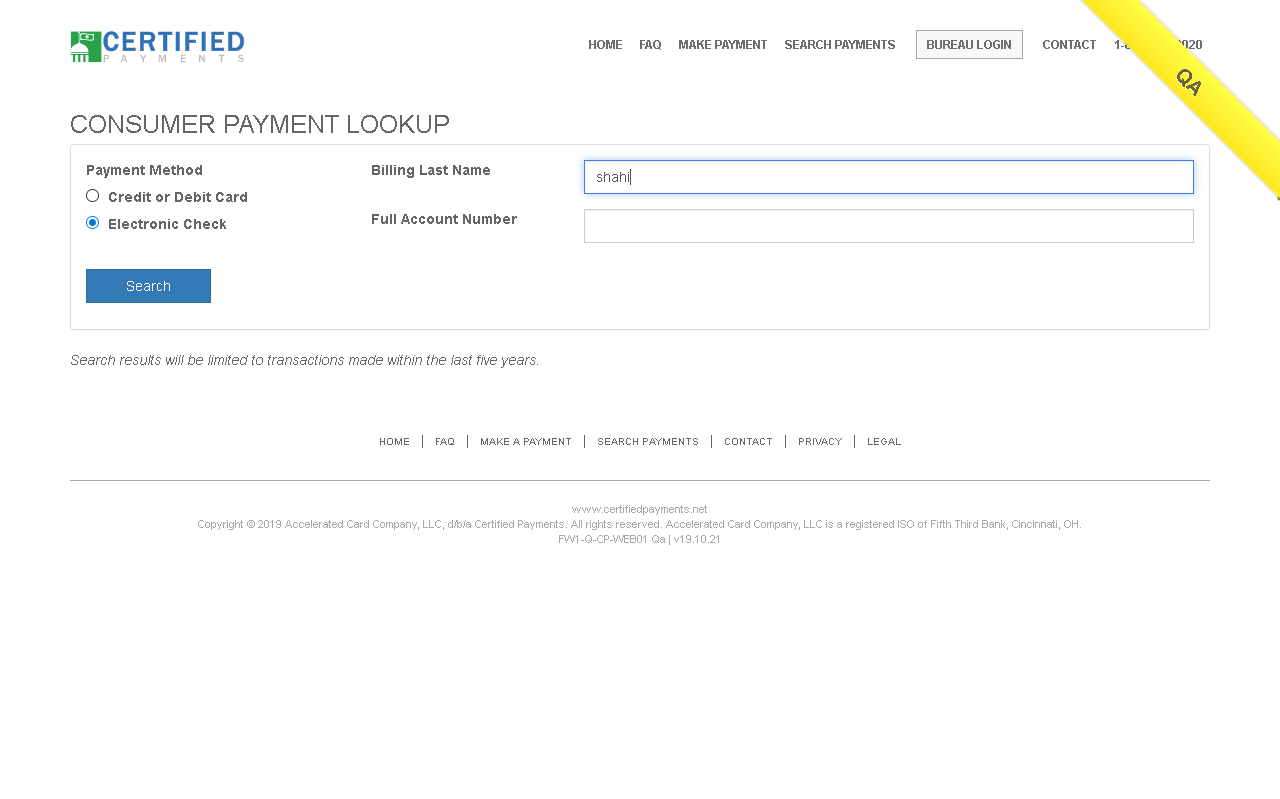 CERTIFIED
PAYMENTS
HOME FAQ MAKE PAYMENT SEARCH PAYMENTS BUREAU LOGIN CONTACT
QA
CONSUMER PAYMENT LOOKUP
Payment Method
Credit or Debit Card
Electronic Check
Billing Last Name
shahi
Full Account Number
Search
Search results will be limited to transactions made within the last five years.
HOME | FAQ | MAKE A PAYMENT | SEARCH PAYMENTS | CONTACT | PRIVACY | LEGAL
www.certifiedpayments.net
Copyright © 2019 Accelerated Card Company, LLC, d/b/a Certified Payments. All rights reserved. Accelerated Card Company, LLC is a registered ISO of Fifth Third Bank, Cincinnati, OH.
FW1-Q-CP-WEB01 Qa | v19.10.21